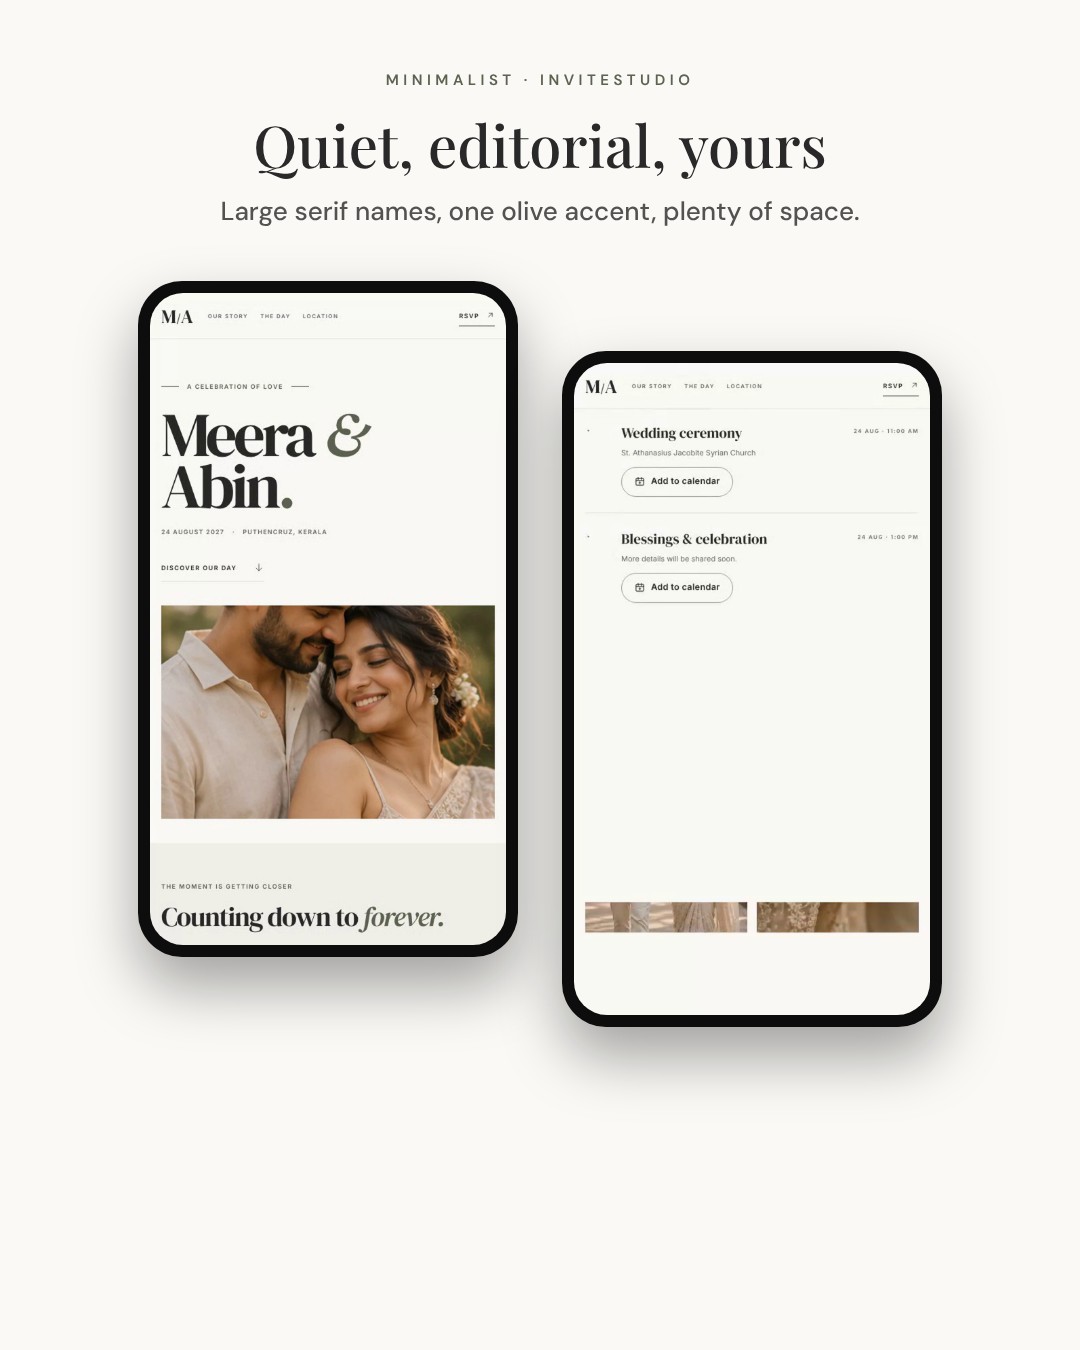 MINIMALIST · INVITESTUDIO
Quiet, editorial, yours
Large serif names, one olive accent, plenty of space.
M/A OUR STORY THE DAY LOCATION RSVP
A CELEBRATION OF LOVE
Meera &
Abin.
24 AUGUST 2027 · PUTHENCRUZ, KERALA
DISCOVER OUR DAY
THE MOMENT IS GETTING CLOSER
Counting down to forever.
M/A OUR STORY THE DAY LOCATION RSVP
Wedding ceremony 24 AUG · 11:00 AM
St. Athanasius Jacobite Syrian Church
Add to calendar
Blessings & celebration 24 AUG · 1:00 PM
More details will be shared soon.
Add to calendar